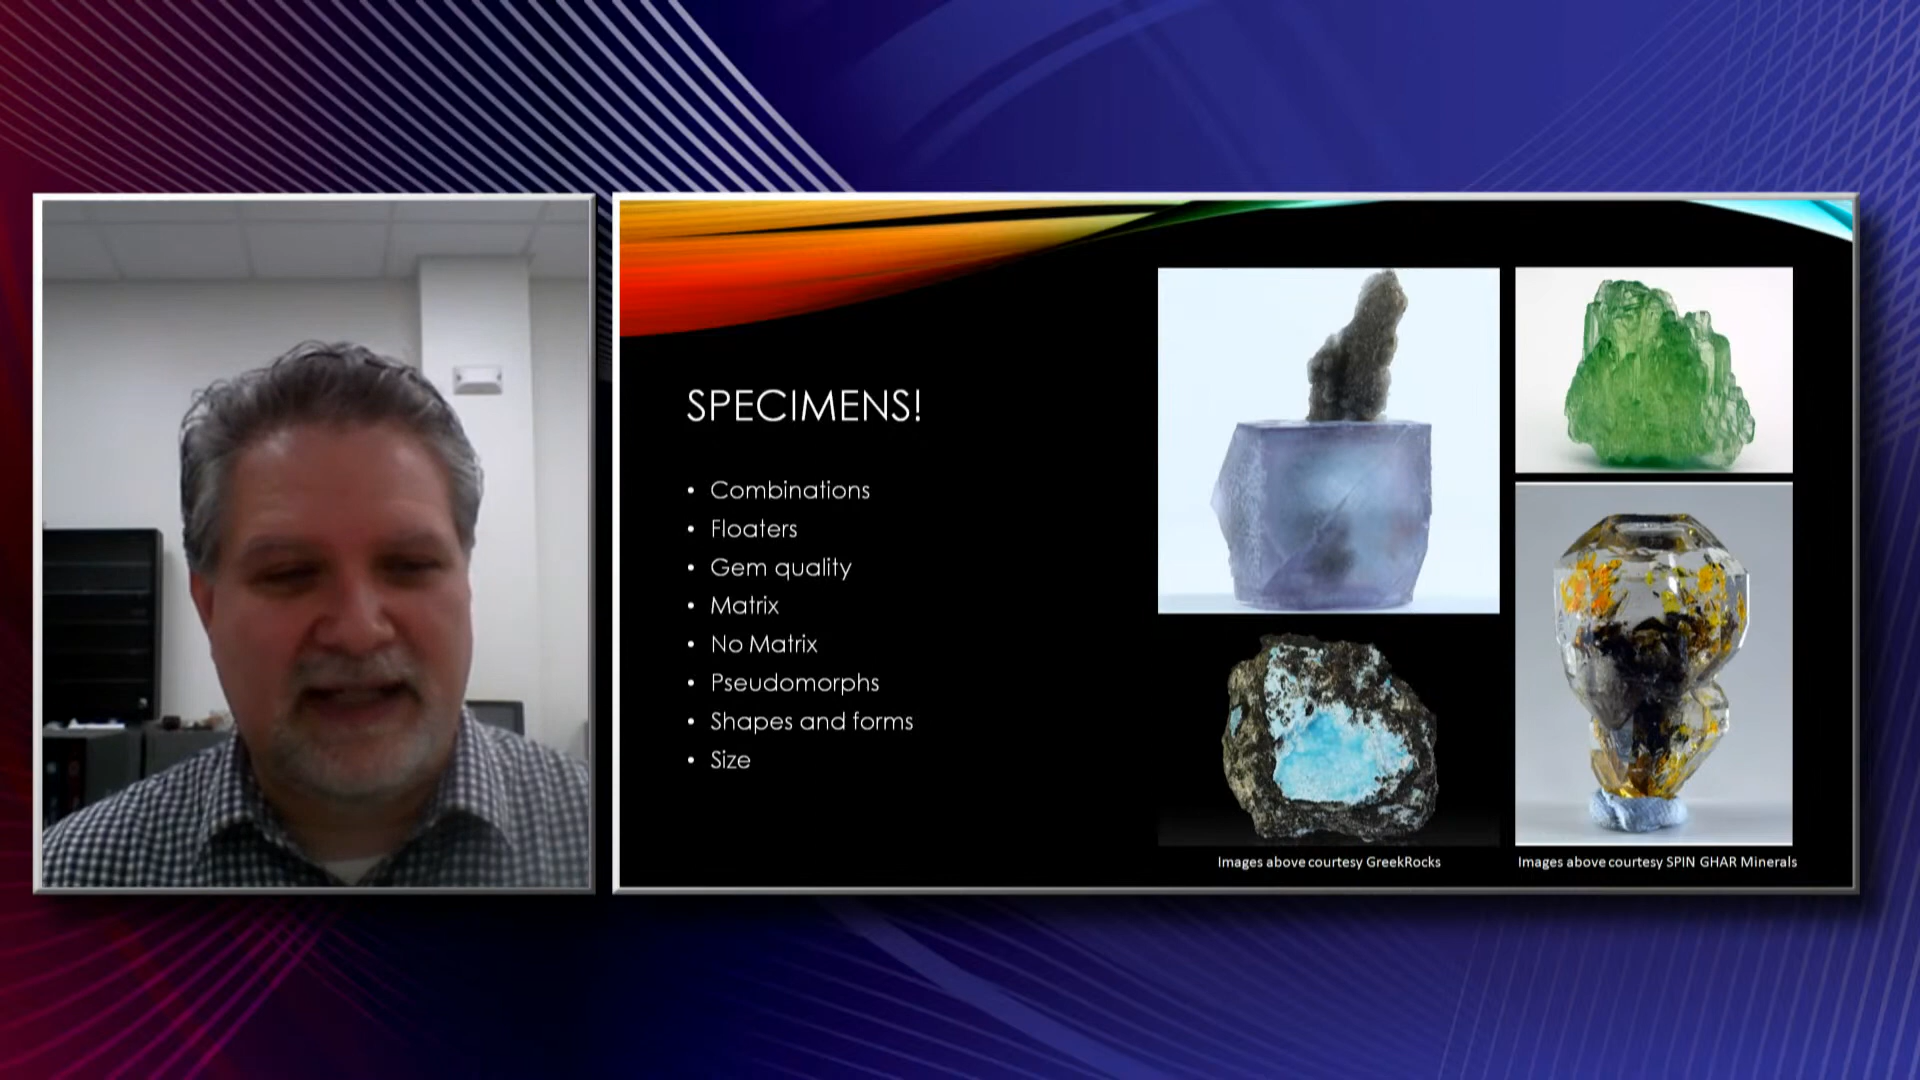 SPECIMENS!
• Combinations
• Floaters
• Gem quality
• Matrix
• No Matrix
• Pseudomorphs
• Shapes and forms
• Size
Images above courtesy GreekRocks
Images above courtesy SPIN GHAR Minerals